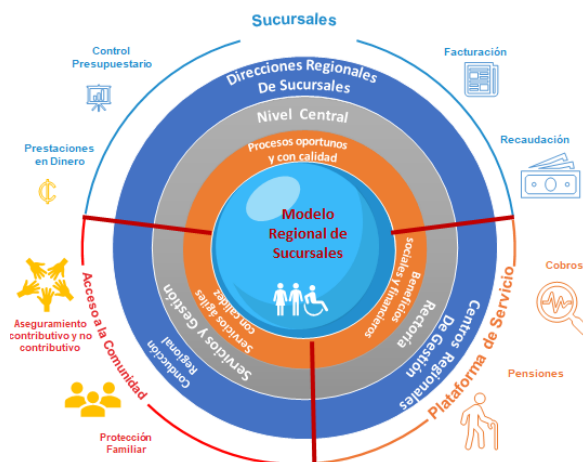 Sucursales
Control
Presupuestario
Facturación
Prestaciones
en Dinero
Recaudación
Direcciones Regionales
De Sucursales
Nivel Central
Procesos oportunos
y con calidad
Modelo
Regional de
Sucursales
Acceso a la Comunidad
Aseguramiento
contributivo y no
contributivo
Protección
Familiar
Conducción
Regional
Servicios y Gestión
Servicios ágiles
con calidez
Beneficios
sociales y financieros
Rectoría
Centros Regionales
De Gestión
Plataforma de Servicio
Cobros
Pensiones